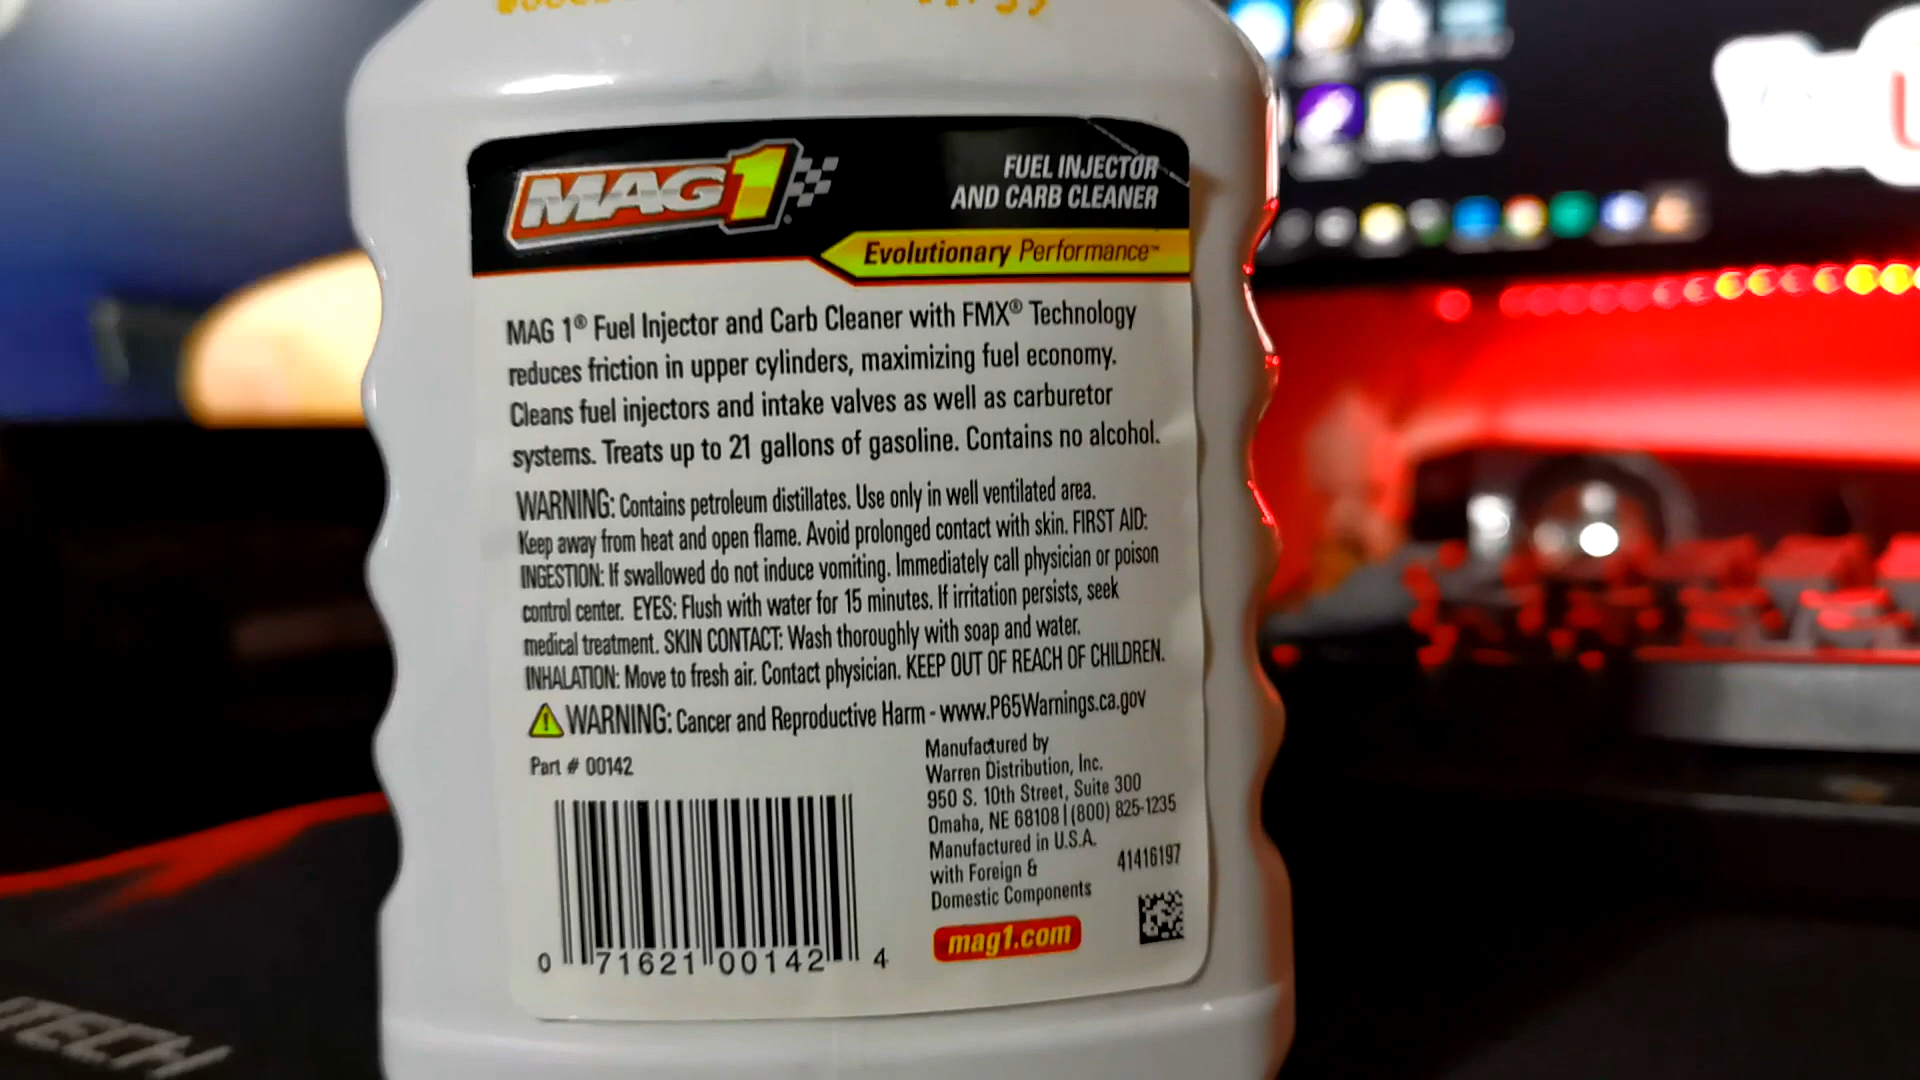 MAG1
FUEL INJECTOR
AND CARB CLEANER
Evolutionary Performance™
MAG 1® Fuel Injector and Carb Cleaner with FMX® Technology
reduces friction in upper cylinders, maximizing fuel economy.
Cleans fuel injectors and intake valves as well as carburetor
systems. Treats up to 21 gallons of gasoline. Contains no alcohol.
WARNING: Contains petroleum distillates. Use only in well ventilated area.
Keep away from heat and open flame. Avoid prolonged contact with skin. FIRST AID:
INGESTION: If swallowed do not induce vomiting. Immediately call physician or poison
control center. EYES: Flush with water for 15 minutes. If irritation persists, seek
medical treatment. SKIN CONTACT: Wash thoroughly with soap and water.
INHALATION: Move to fresh air. Contact physician. KEEP OUT OF REACH OF CHILDREN.
WARNING: Cancer and Reproductive Harm - www.P65Warnings.ca.gov
Part # 00142
Manufactured by
Warren Distribution, Inc.
950 S. 10th Street, Suite 300
Omaha, NE 68108 | (800) 825-1235
Manufactured in U.S.A.
with Foreign &
Domestic Components
41416197
mag1.com
0 71621 00142 4